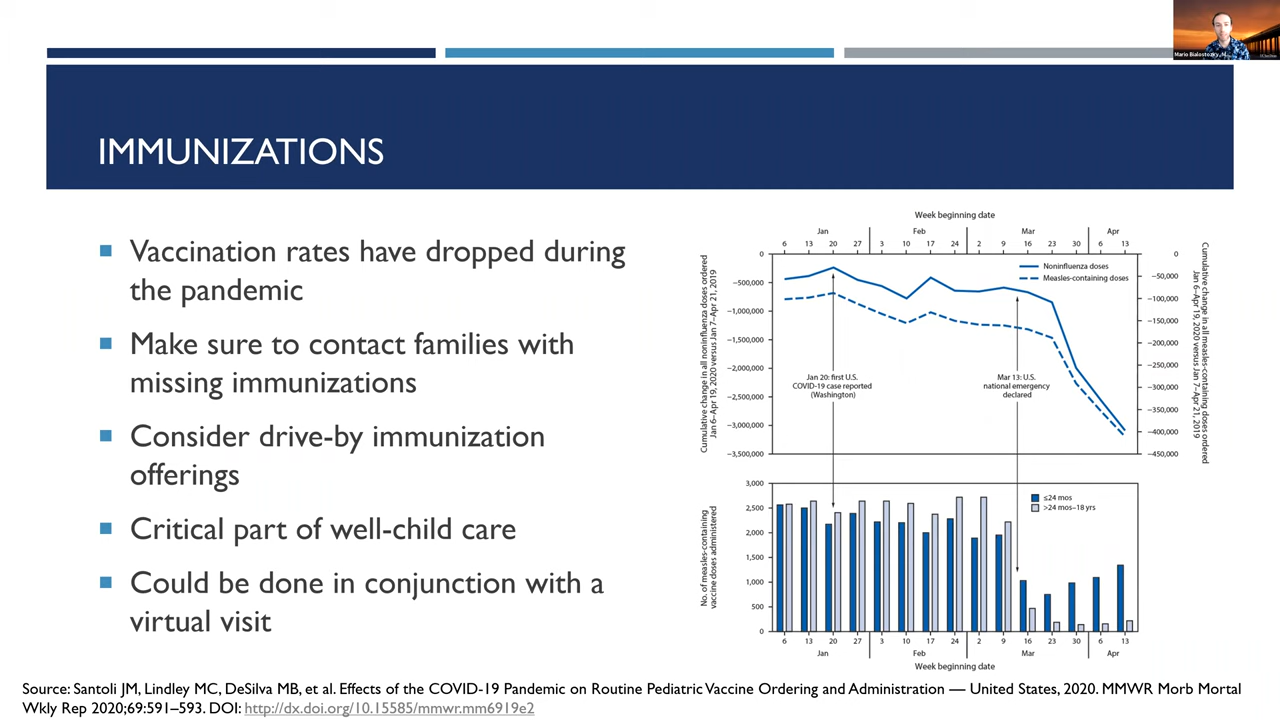 Mario Bialostozky, M...
IMMUNIZATIONS
Vaccination rates have dropped during
the pandemic
Make sure to contact families with
missing immunizations
Consider drive-by immunization
offerings
Critical part of well-child care
Could be done in conjunction with a
virtual visit
Week beginning date
Jan Feb Mar Apr
6 13 20 27 3 10 17 24 2 9 16 23 30 6 13
Cumulative change in all noninfluenza doses ordered
Jan 6–Apr 19, 2020 versus Jan 7–Apr 21, 2019
0
−500,000
−1,000,000
−1,500,000
−2,000,000
−2,500,000
−3,000,000
−3,500,000
Noninfluenza doses
Measles-containing doses
Jan 20: first U.S.
COVID-19 case reported
(Washington)
Mar 13: U.S.
national emergency
declared
0
−50,000
−100,000
−150,000
−200,000
−250,000
−300,000
−350,000
−400,000
−450,000
Cumulative change in all measles-containing doses ordered
Jan 6–Apr 19, 2020 versus Jan 7–Apr 21, 2019
No. of measles-containing
vaccine doses administered
3,000
2,500
2,000
1,500
1,000
500
0
≤24 mos
>24 mos–18 yrs
6 13 20 27 3 10 17 24 2 9 16 23 30 6 13
Jan Feb Mar Apr
Week beginning date
Source: Santoli JM, Lindley MC, DeSilva MB, et al. Effects of the COVID-19 Pandemic on Routine Pediatric Vaccine Ordering and Administration — United States, 2020. MMWR Morb Mortal
Wkly Rep 2020;69:591–593. DOI: http://dx.doi.org/10.15585/mmwr.mm6919e2